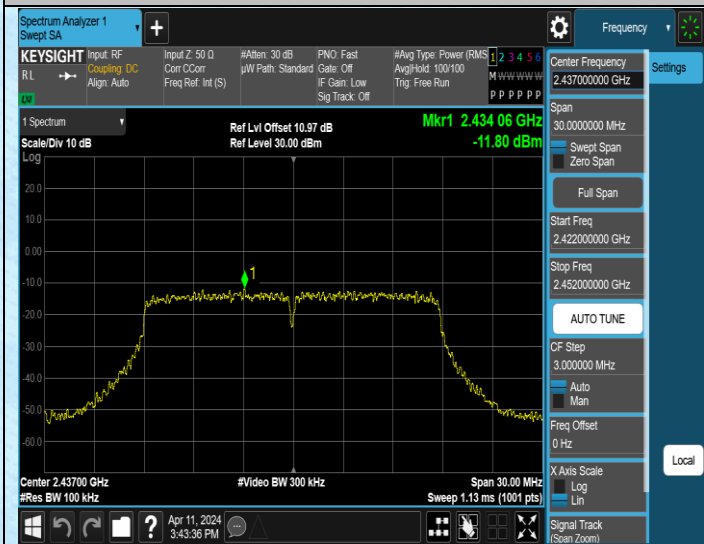 Spectrum Analyzer 1
Swept SA
Frequency
KEYSIGHT
RL
LXI
Input: RF
Coupling: DC
Align: Auto
Input Z: 50 Ω
Corr CCorr
Freq Ref: Int (S)
#Atten: 30 dB
µW Path: Standard
PNO: Fast
Gate: Off
IF Gain: Low
Sig Track: Off
#Avg Type: Power (RMS
Avg|Hold: 100/100
Trig: Free Run
1 2 3 4 5 6
M W W W W W
P P P P P P
1 Spectrum
Scale/Div 10 dB
Ref Lvl Offset 10.97 dB
Ref Level 30.00 dBm
Mkr1 2.434 06 GHz
-11.80 dBm
Log
20.0
10.0
0.00
-10.0
-20.0
-30.0
-40.0
-50.0
-60.0
1
Center 2.43700 GHz
#Res BW 100 kHz
#Video BW 300 kHz
Span 30.00 MHz
Sweep 1.13 ms (1001 pts)
Center Frequency
2.437000000 GHz
Settings
Span
30.0000000 MHz
Swept Span
Zero Span
Full Span
Start Freq
2.422000000 GHz
Stop Freq
2.452000000 GHz
AUTO TUNE
CF Step
3.000000 MHz
Auto
Man
Freq Offset
0 Hz
X Axis Scale
Log
Lin
Local
Signal Track
(Span Zoom)
?
Apr 11, 2024
3:43:36 PM